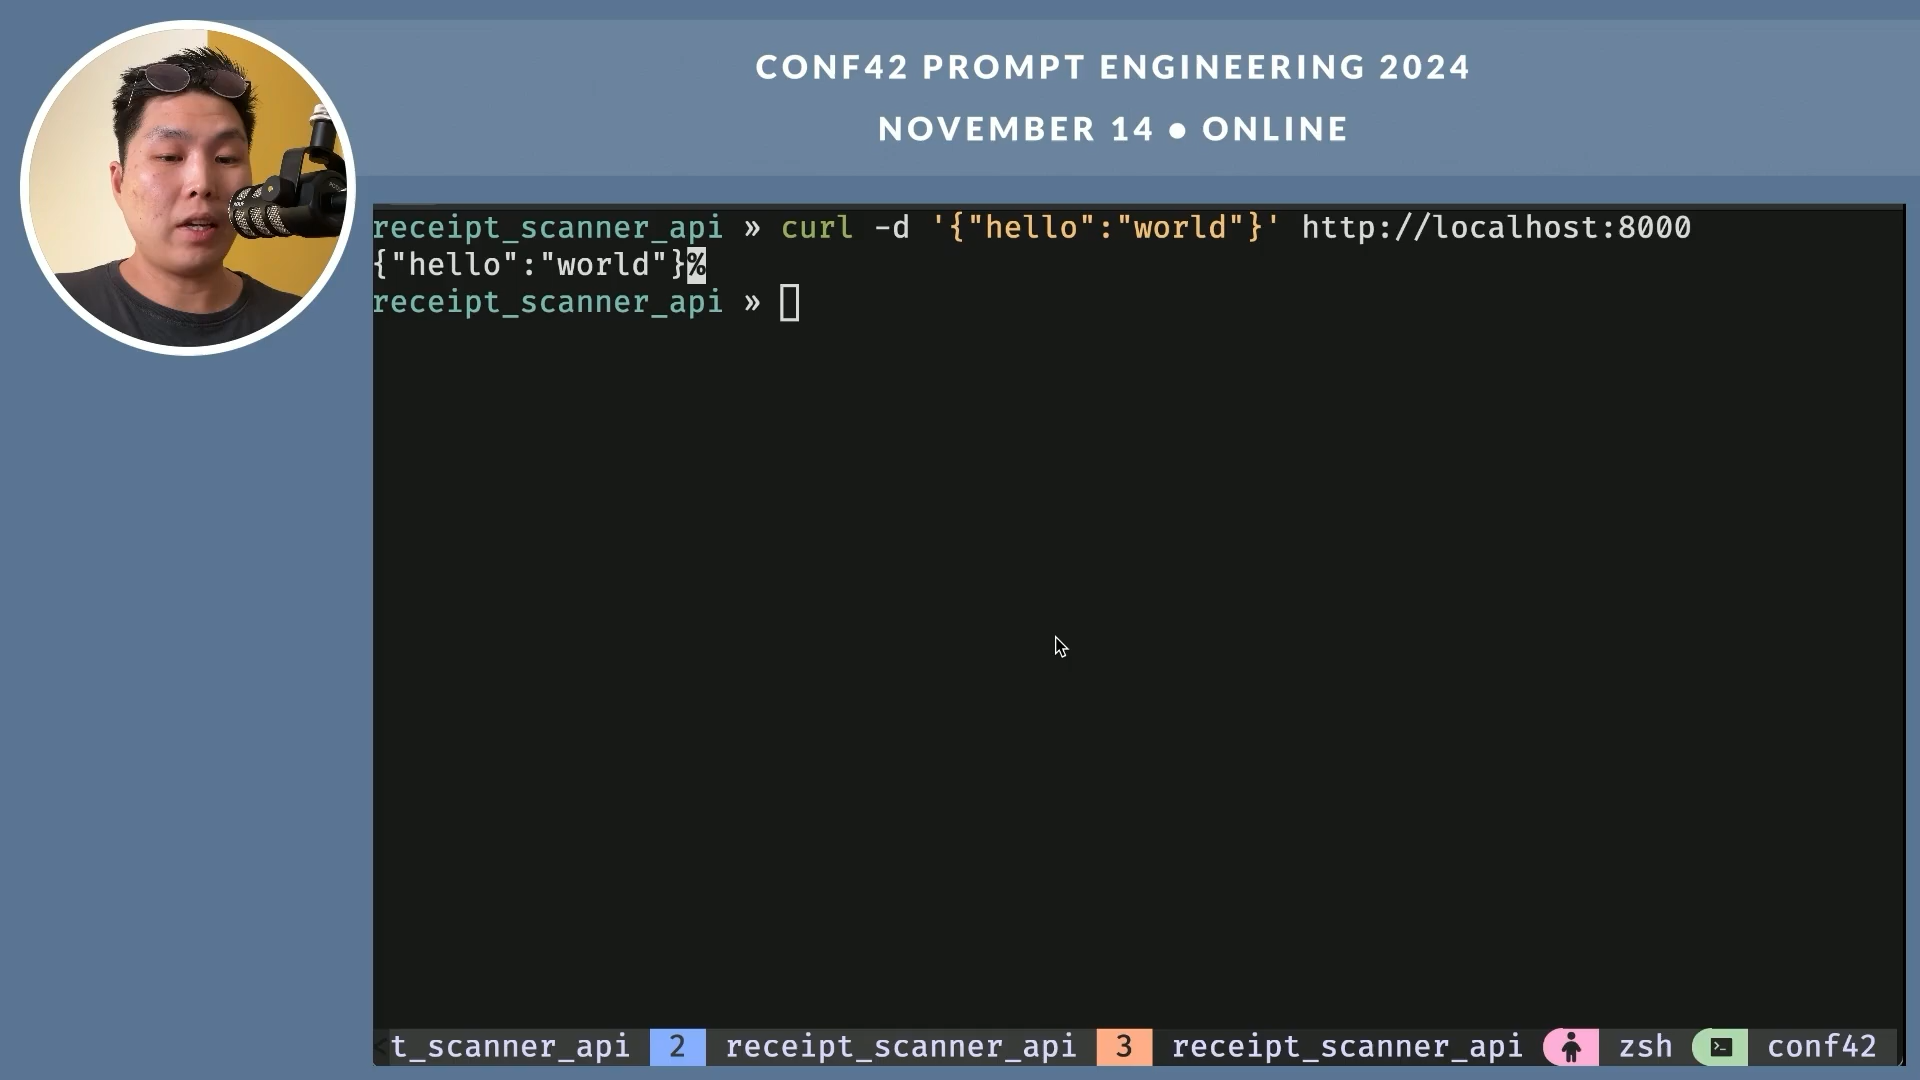 CONF42 PROMPT ENGINEERING 2024
NOVEMBER 14 ● ONLINE
receipt_scanner_api » curl -d '{"hello":"world"}' http://localhost:8000
{"hello":"world"}%
receipt_scanner_api »
<t_scanner_api 2 receipt_scanner_api 3 receipt_scanner_api zsh conf42